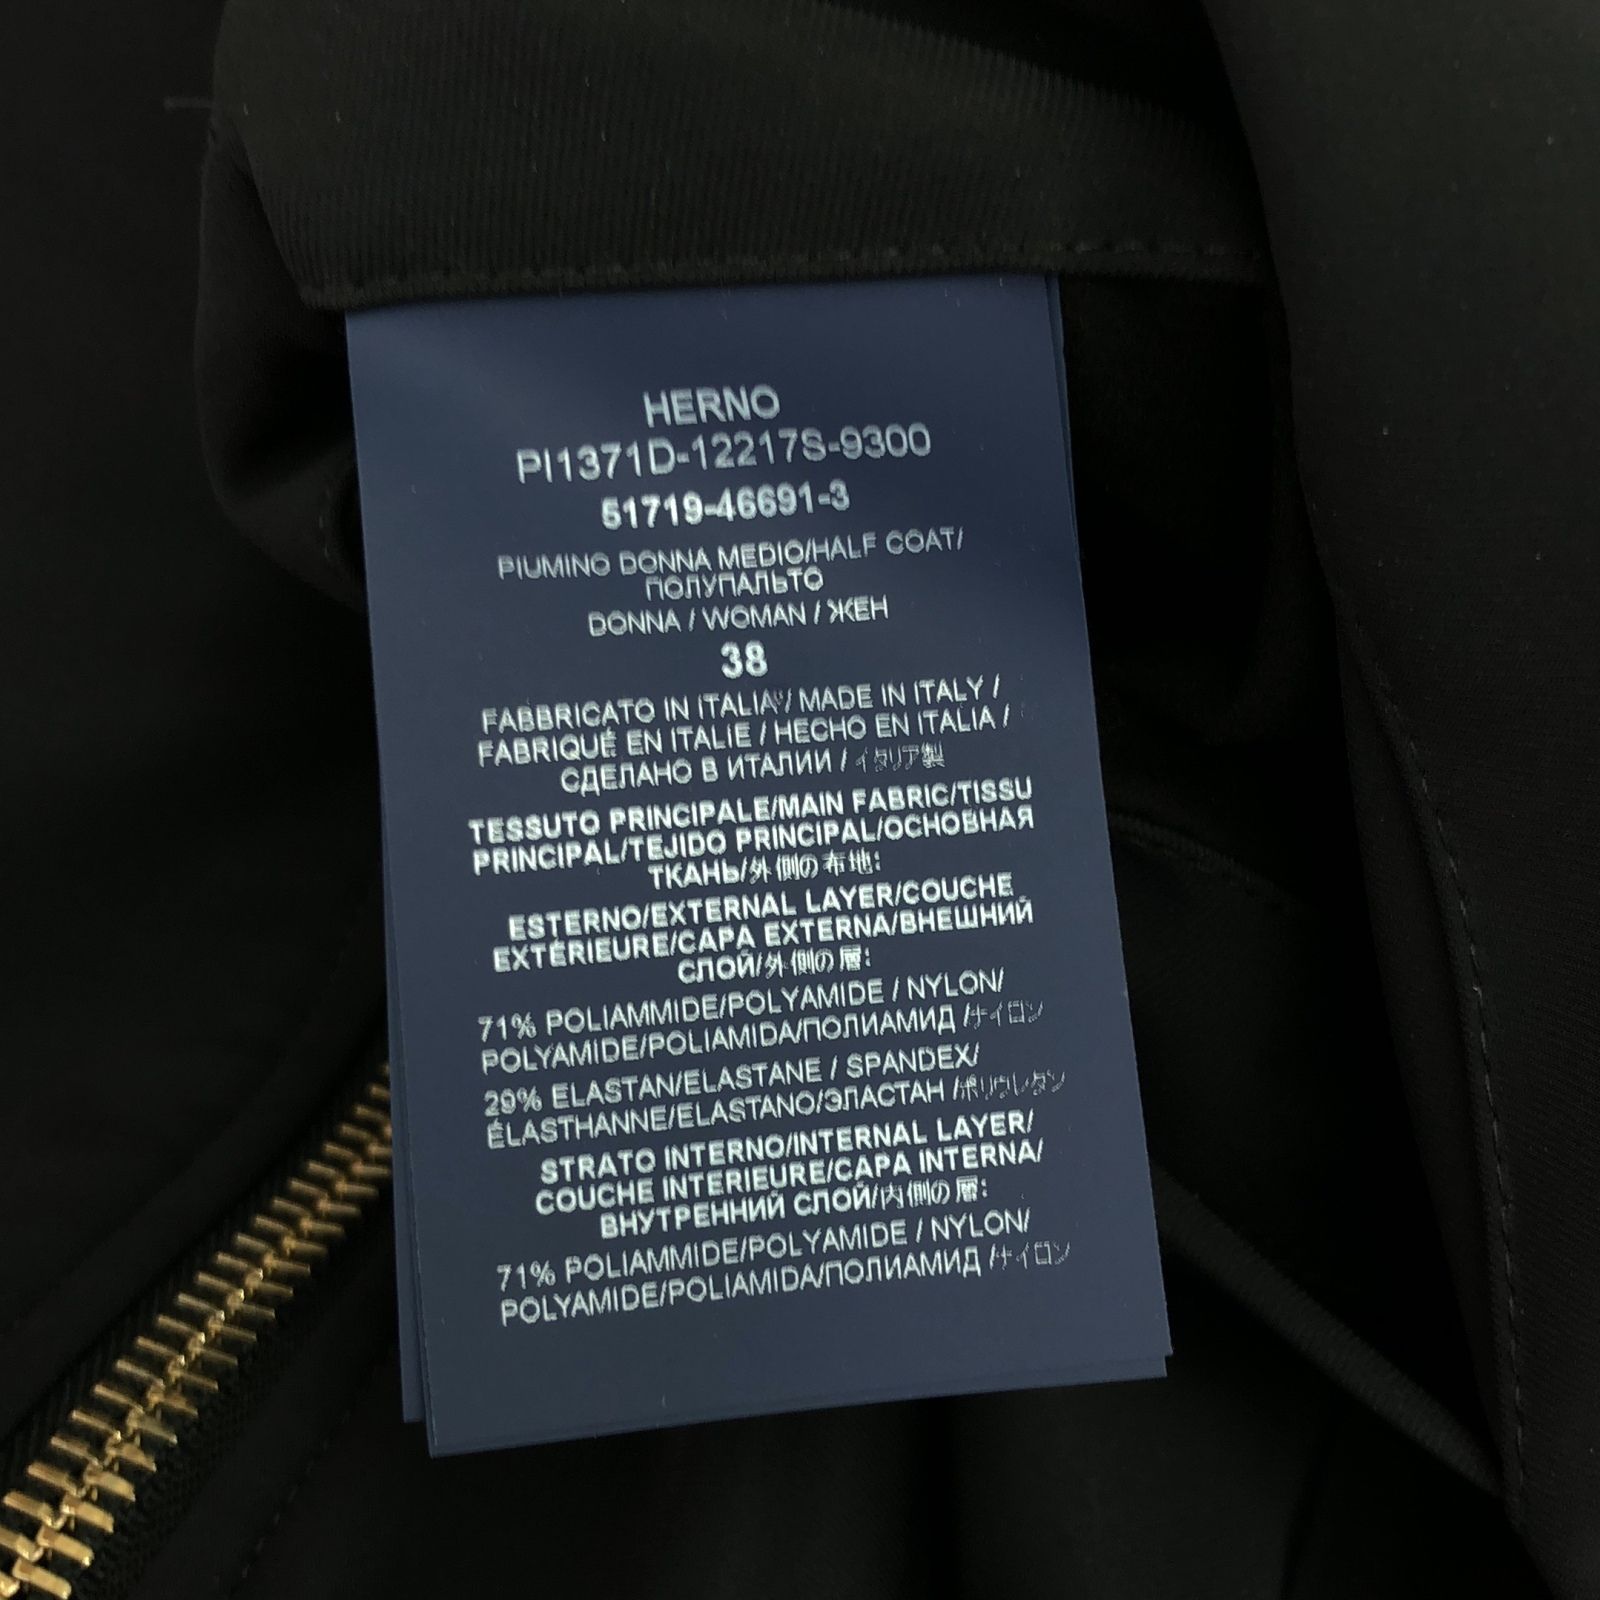 HERNO
PI1371D-12217S-9300
51719-46691-3
PIUMINO DONNA MEDIO/HALF COAT/
ПОЛУПАЛЬТО
DONNA / WOMAN / ЖЕН
38
FABBRICATO IN ITALIA / MADE IN ITALY /
FABRIQUÉ EN ITALIE / HECHO EN ITALIA /
СДЕЛАНО В ИТАЛИИ / イタリア製
TESSUTO PRINCIPALE/MAIN FABRIC/TISSU
PRINCIPAL/TEJIDO PRINCIPAL/ОСНОВНАЯ
ТКАНЬ/外側の布地:
ESTERNO/EXTERNAL LAYER/COUCHE
EXTÉRIEURE/CAPA EXTERNA/ВНЕШНИЙ
СЛОЙ/外側の層:
71% POLIAMMIDE/POLYAMIDE / NYLON/
POLYAMIDE/POLIAMIDA/ПОЛИАМИД /ナイロン
29% ELASTAN/ELASTANE / SPANDEX/
ÉLASTHANNE/ELASTANO/ЭЛАСТАН /ポリウレタン
STRATO INTERNO/INTERNAL LAYER/
COUCHE INTERIEURE/CAPA INTERNA/
ВНУТРЕННИЙ СЛОЙ/内側の層:
71% POLIAMMIDE/POLYAMIDE / NYLON/
POLYAMIDE/POLIAMIDA/ПОЛИАМИД /ナイロン